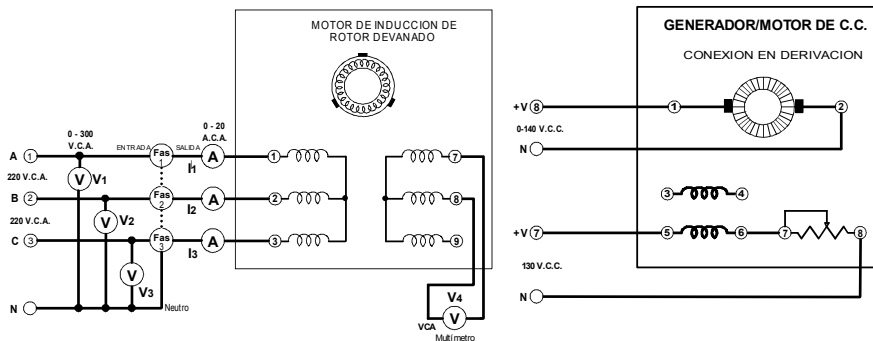 MOTOR DE INDUCCION DE
ROTOR DEVANADO
0 - 300
V.C.A.
ENTRADA
SALIDA
0 - 20
A.C.A.
A 1
Fas
1
A
I1
1
7
220 V.C.A.
V V1
B 2
Fas
2
A
I2
2
8
220 V.C.A.
V V2
C 3
Fas
3
A
I3
3
9
V V3
N
Neutro
V4
VCA
V
Multímetro
GENERADOR/MOTOR DE C.C.
CONEXION EN DERIVACION
+V 8
1
2
0-140 V.C.C.
N
3
4
+V 7
5
6
7
8
130 V.C.C.
N